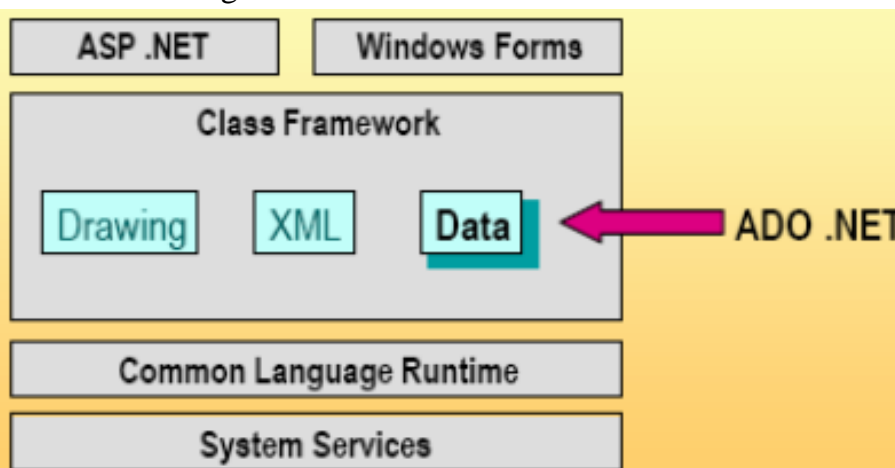 ASP .NET
Windows Forms
Class Framework
Drawing
XML
Data
ADO .NET
Common Language Runtime
System Services